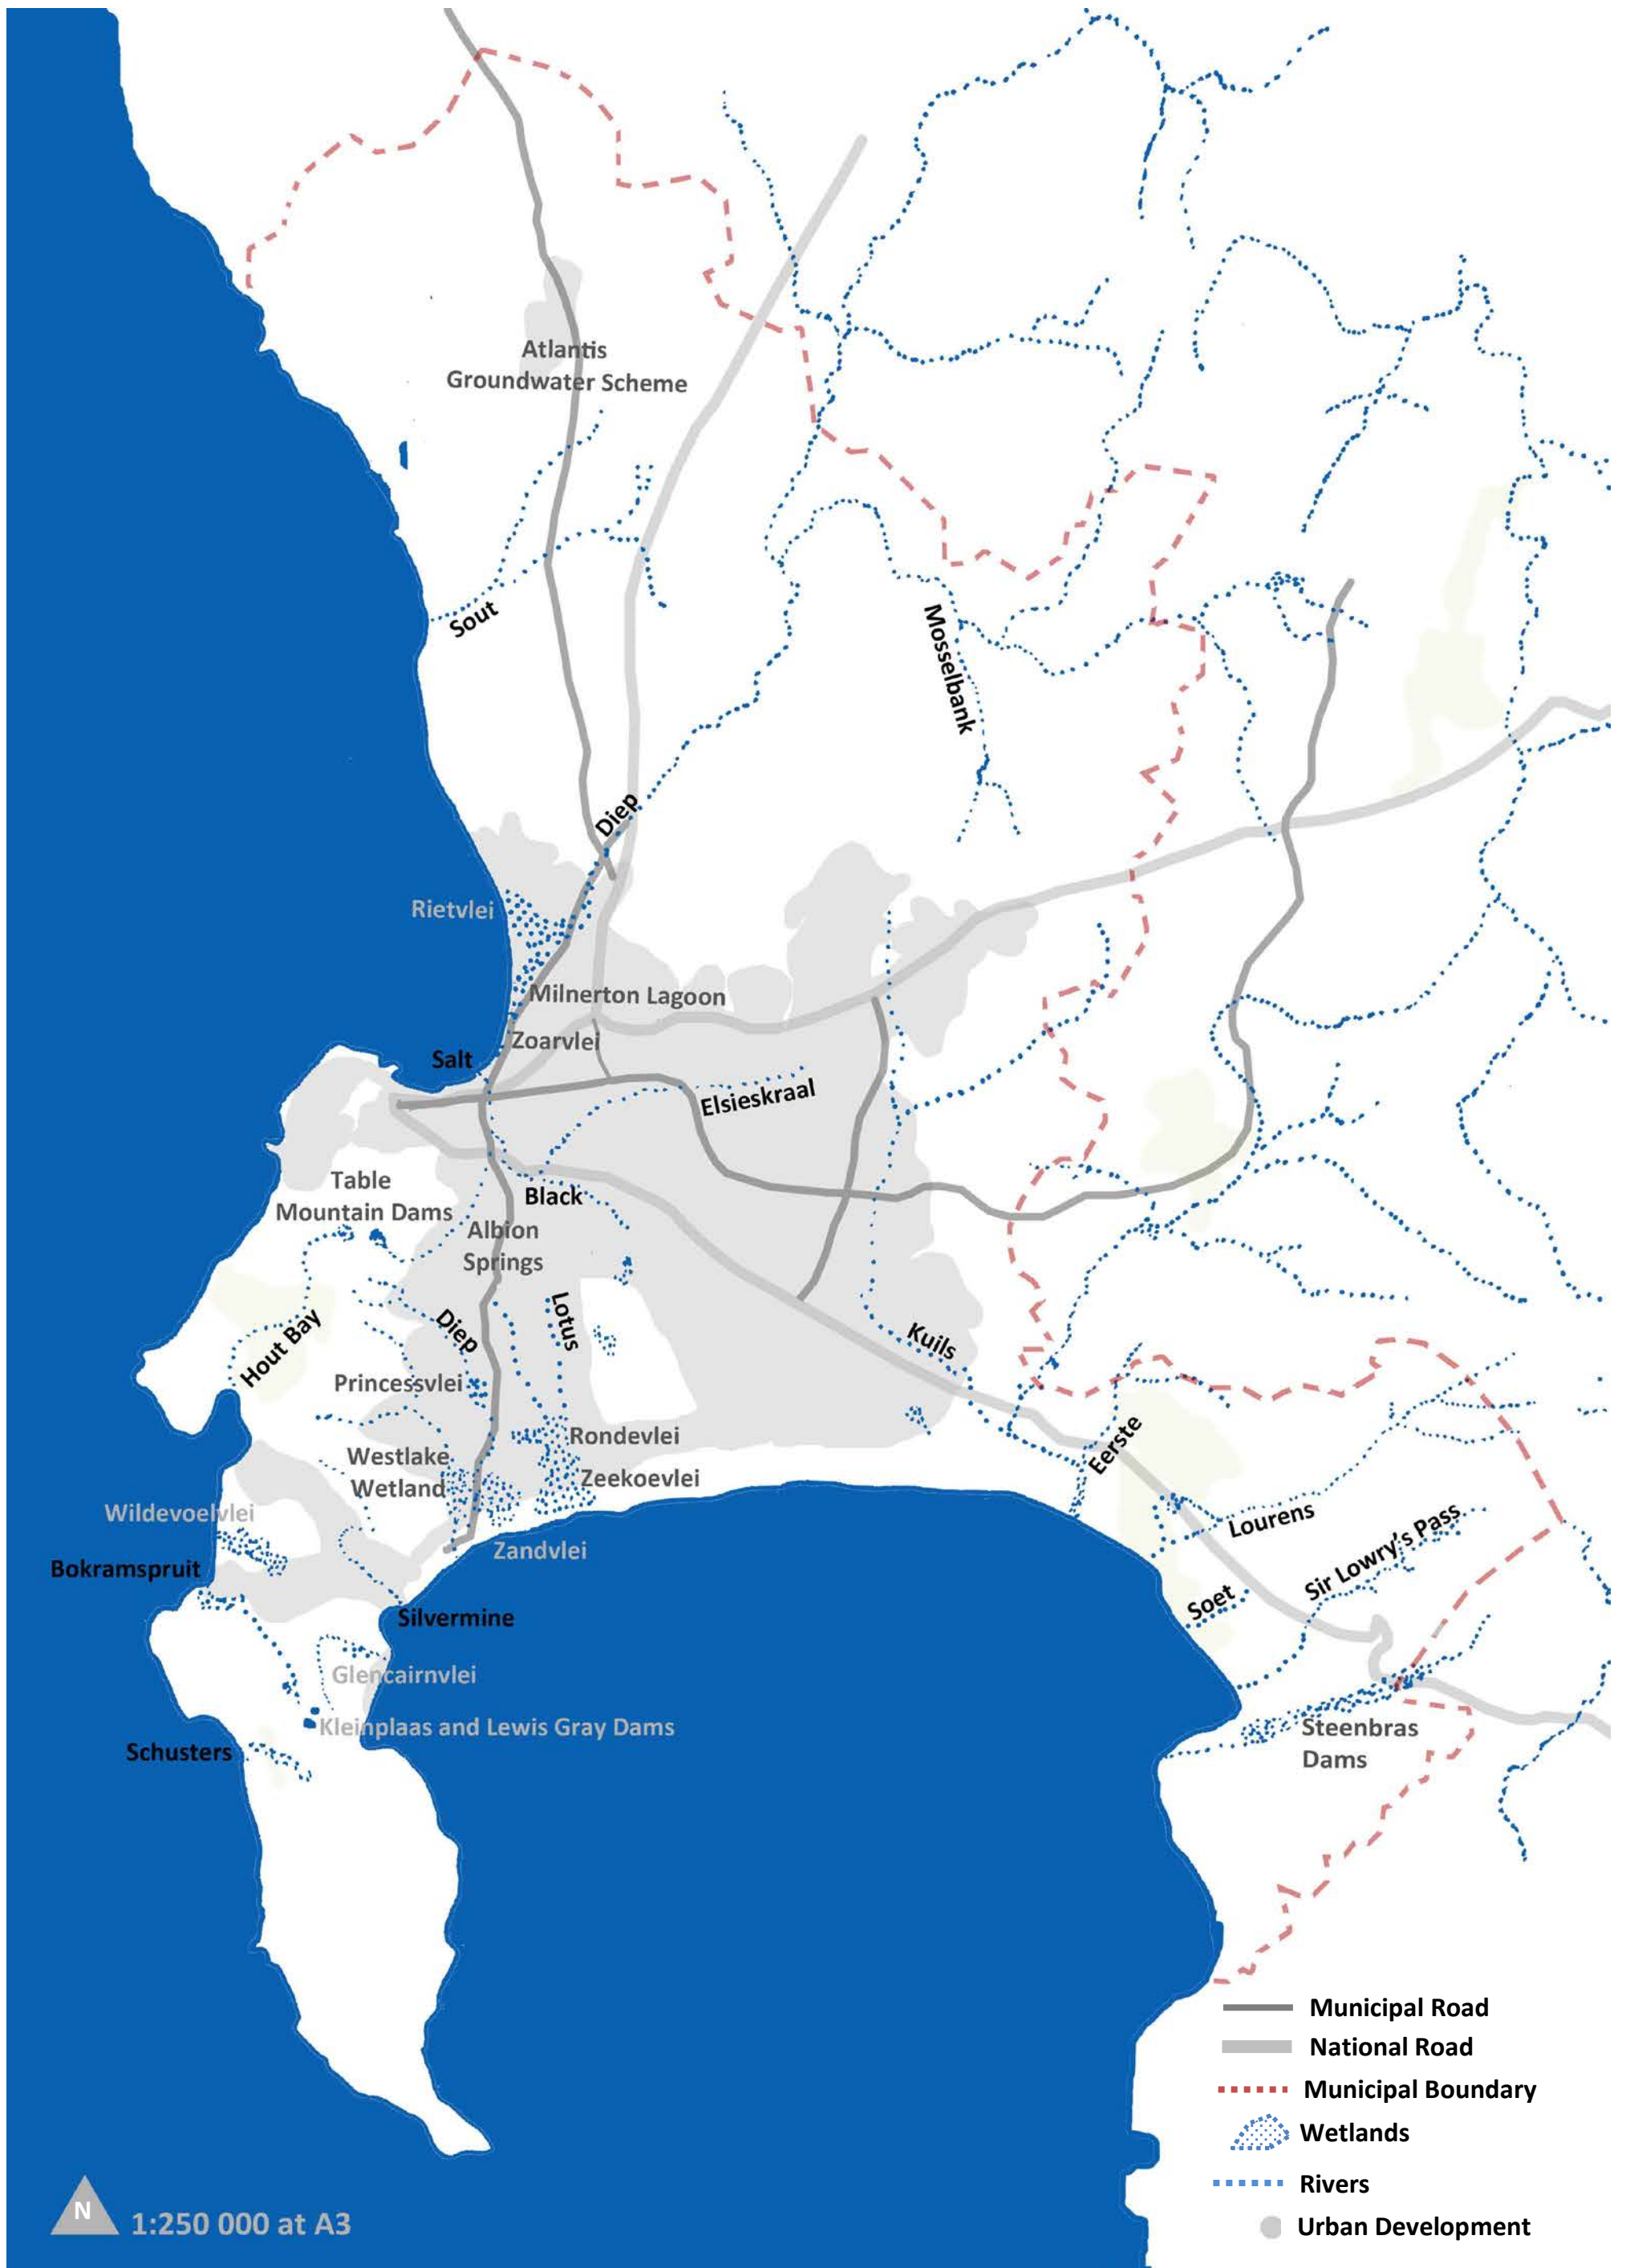 Atlantis
Groundwater Scheme
Sout
Mosselbank
Diep
Rietvlei
Milnerton Lagoon
Zoarvlei
Salt
Elsieskraal
Table
Mountain Dams
Black
Albion
Springs
Hout Bay
Diep
Lotus
Kuils
Princessvlei
Rondevlei
Eerste
Westlake
Wetland
Zeekoevlei
Wildevoelvlei
Lourens
Zandvlei
Sir Lowry's Pass
Bokramspruit
Soet
Silvermine
Glencairnvlei
Kleinplaas and Lewis Gray Dams
Steenbras
Dams
Schusters
Municipal Road
National Road
Municipal Boundary
Wetlands
Rivers
Urban Development
N
1:250 000 at A3